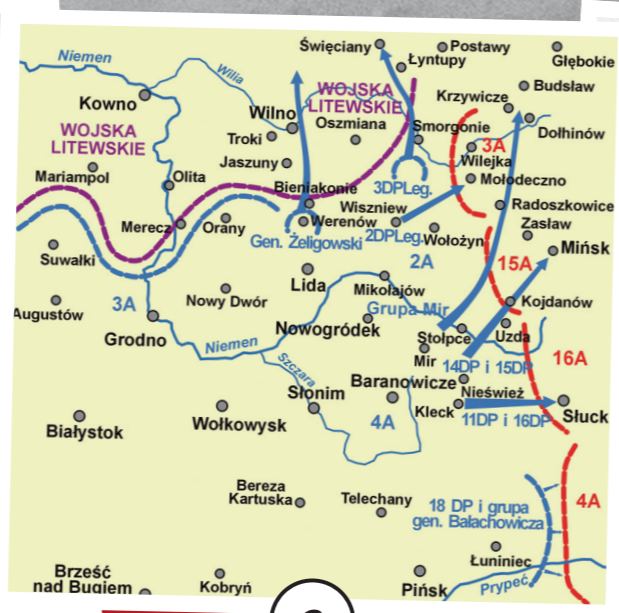 Święciany
Postawy
Głębokie
Łyntupy
Niemen
Wilia
Budsław
Kowno
WOJSKA
LITEWSKIE
Krzywicze
Wilno
Oszmiana
Smorgonie
Dołhinów
Troki
3A
WOJSKA
LITEWSKIE
Jaszuny
Wilejka
Mariampol
Olita
Bieniakonie
3DPLeg.
Mołodeczno
Wiszniew
Radoszkowice
Merecz
Orany
Werenów
2DPLeg.
Wołożyn
Zasław
Gen. Żeligowski
Mińsk
Suwałki
2A
15A
Lida
Mikołajów
3A
Nowy Dwór
Grupa Mir
Kojdanów
Augustów
Grodno
Niemen
Nowogródek
Stołpce
Uzda
Mir
16A
Szczara
14DP i 15DP
Baranowicze
Słonim
Nieśwież
Wołkowysk
4A
Kleck
11DP i 16DP
Słuck
Białystok
Bereza
Kartuska
Telechany
18 DP i grupa
gen. Bałachowicza
4A
Łuniniec
Brześć
nad Bugiem
Kobryń
Pińsk
Prypeć